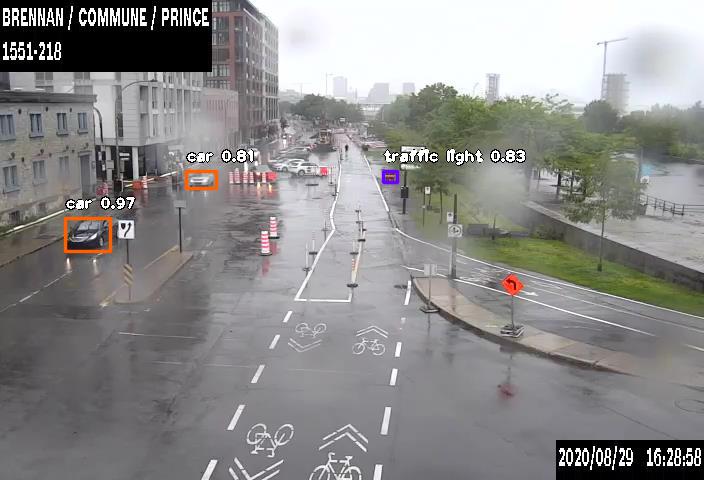 BRENNAN / COMMUNE / PRINCE
1551-218
car 0.81
traffic light 0.83
car 0.97
2020/08/29 16:28:58